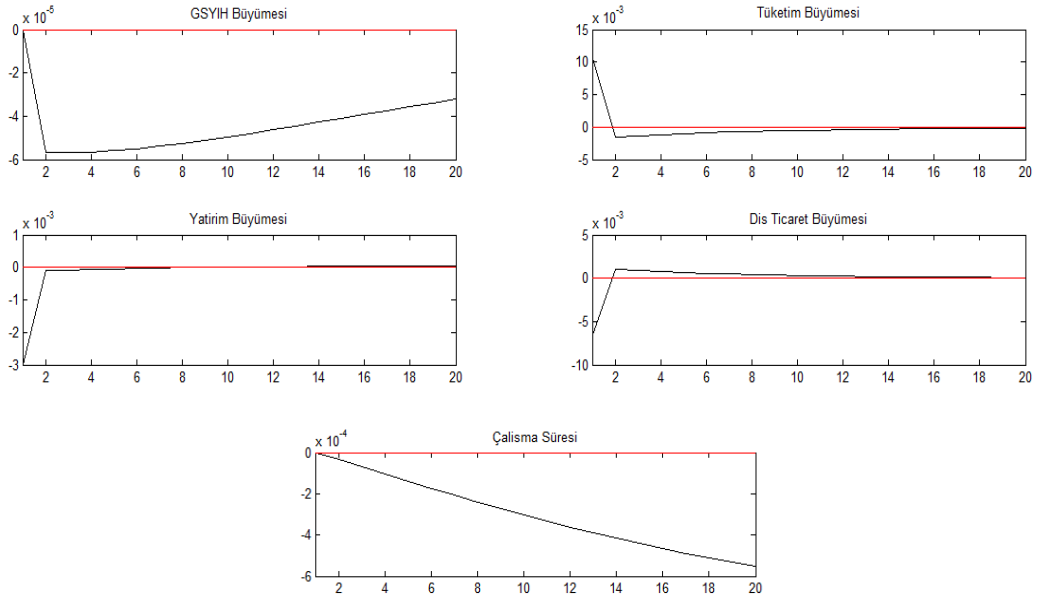 GSYIH Büyümesi
x 10^-5
0
-2
-4
-6
2 4 6 8 10 12 14 16 18 20
Tüketim Büyümesi
x 10^-3
15
10
5
0
-5
2 4 6 8 10 12 14 16 18 20
Yatirim Büyümesi
x 10^-3
1
0
-1
-2
-3
2 4 6 8 10 12 14 16 18 20
Dis Ticaret Büyümesi
x 10^-3
5
0
-5
-10
2 4 6 8 10 12 14 16 18 20
Çalisma Süresi
x 10^-4
0
-2
-4
-6
2 4 6 8 10 12 14 16 18 20